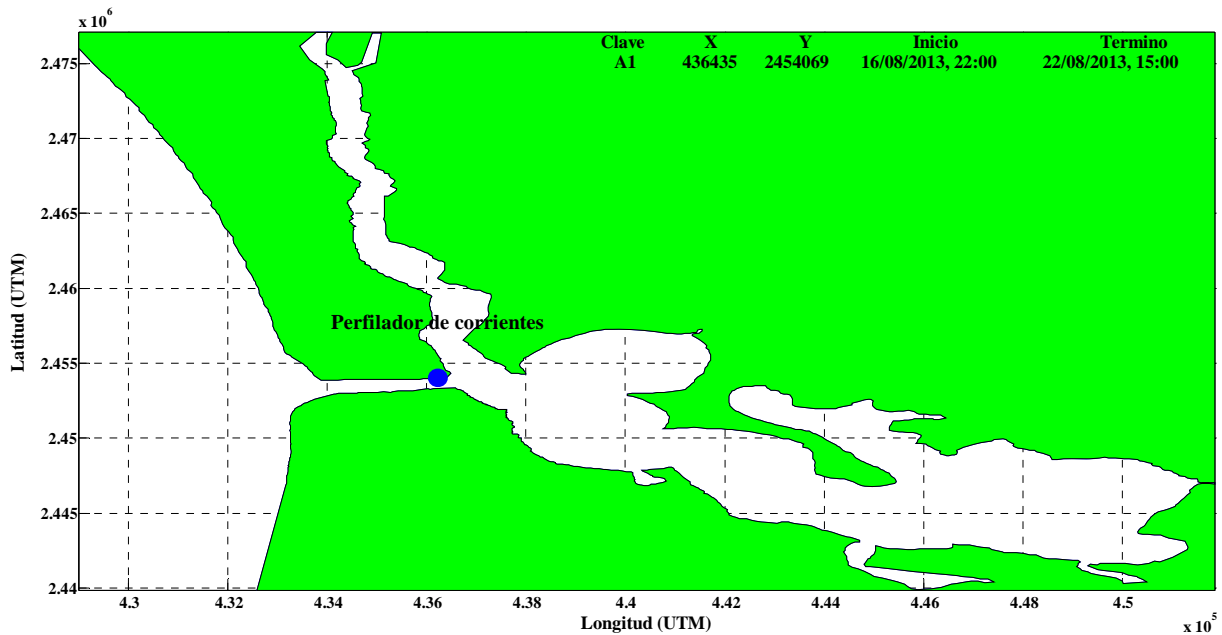 x 10^6
Clave X Y Inicio Termino
A1 436435 2454069 16/08/2013, 22:00 22/08/2013, 15:00
2.475
2.47
2.465
2.46
Perfilador de corrientes
2.455
2.45
2.445
2.44
Latitud (UTM)
4.3 4.32 4.34 4.36 4.38 4.4 4.42 4.44 4.46 4.48 4.5
Longitud (UTM)
x 10^5